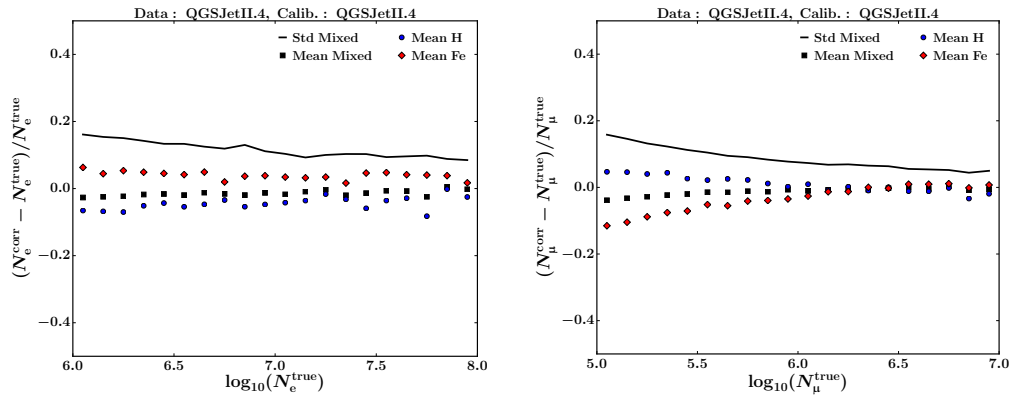 Data : QGSJetII.4, Calib. : QGSJetII.4
Std Mixed
Mean Mixed
Mean H
Mean Fe
0.4
0.2
0.0
−0.2
−0.4
(N_e^corr − N_e^true)/N_e^true
6.0 6.5 7.0 7.5 8.0
log10(N_e^true)
Data : QGSJetII.4, Calib. : QGSJetII.4
Std Mixed
Mean Mixed
Mean H
Mean Fe
0.4
0.2
0.0
−0.2
−0.4
(N_μ^corr − N_μ^true)/N_μ^true
5.0 5.5 6.0 6.5 7.0
log10(N_μ^true)